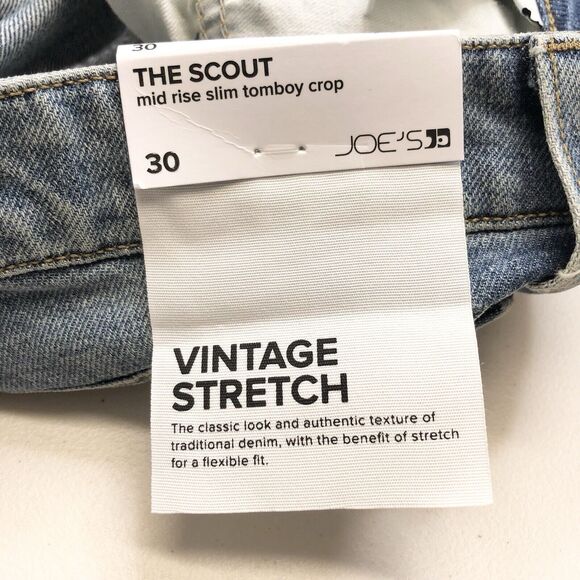 30
THE SCOUT
mid rise slim tomboy crop
30
JOE'S
VINTAGE
STRETCH
The classic look and authentic texture of
traditional denim, with the benefit of stretch
for a flexible fit.